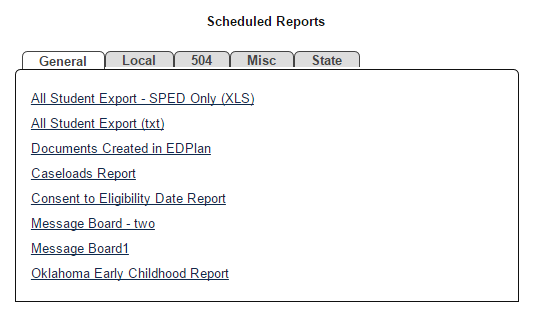 Scheduled Reports
General Local 504 Misc State
All Student Export - SPED Only (XLS)
All Student Export (txt)
Documents Created in EDPlan
Caseloads Report
Consent to Eligibility Date Report
Message Board - two
Message Board1
Oklahoma Early Childhood Report